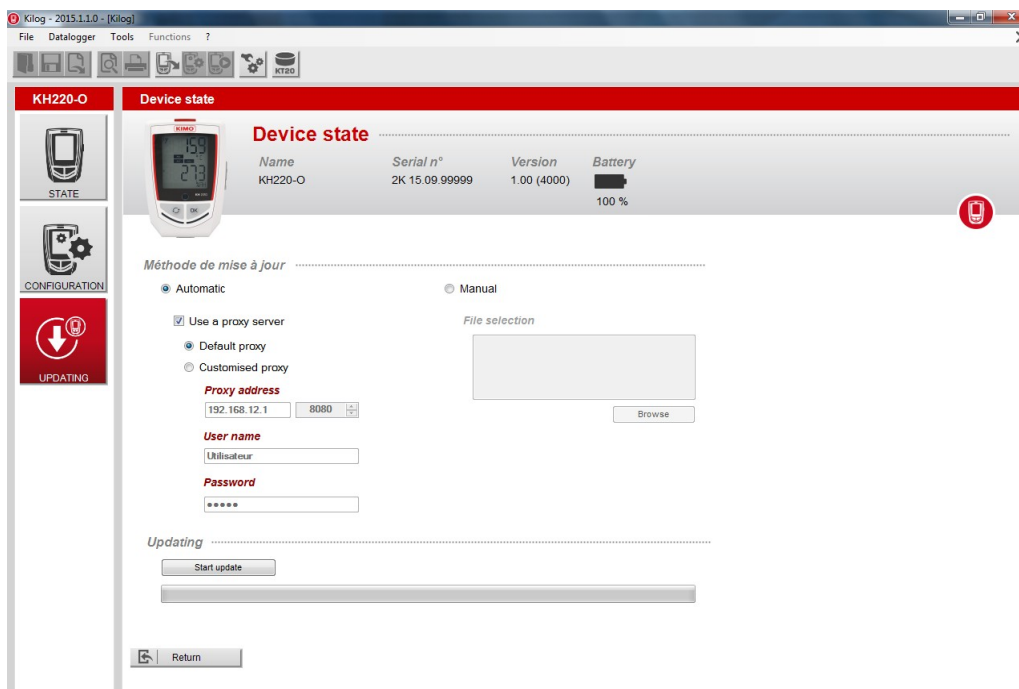 Kilog - 2015.1.1.0 - [Kilog]
File Datalogger Tools Functions ?
KT20
KH220-O
Device state
STATE
CONFIGURATION
UPDATING
KIMO
Device state
Name Serial n° Version Battery
KH220-O 2K 15.09.99999 1.00 (4000)
100 %
OK
Méthode de mise à jour
Automatic Manual
Use a proxy server File selection
Default proxy
Customised proxy
Proxy address
192.168.12.1 8080
Browse
User name
Utilisateur
Password
•••••
Updating
Start update
Return